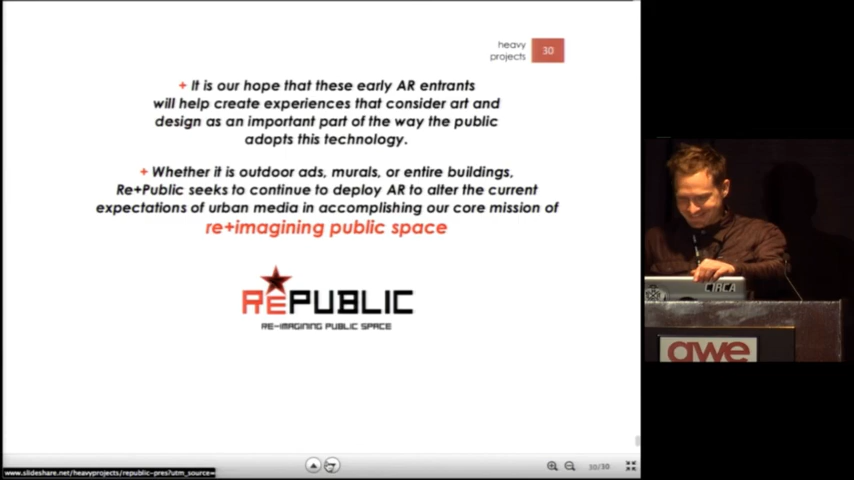 heavy
projects
30
+ It is our hope that these early AR entrants
will help create experiences that consider art and
design as an important part of the way the public
adopts this technology.
+ Whether it is outdoor ads, murals, or entire buildings,
Re+Public seeks to continue to deploy AR to alter the current
expectations of urban media in accomplishing our core mission of
re+imagining public space
REPUBLIC
RE-IMAGINING PUBLIC SPACE
CIRCA
awe
www.slideshare.net/heavyprojects/republic-pres?utm_source=
30/30